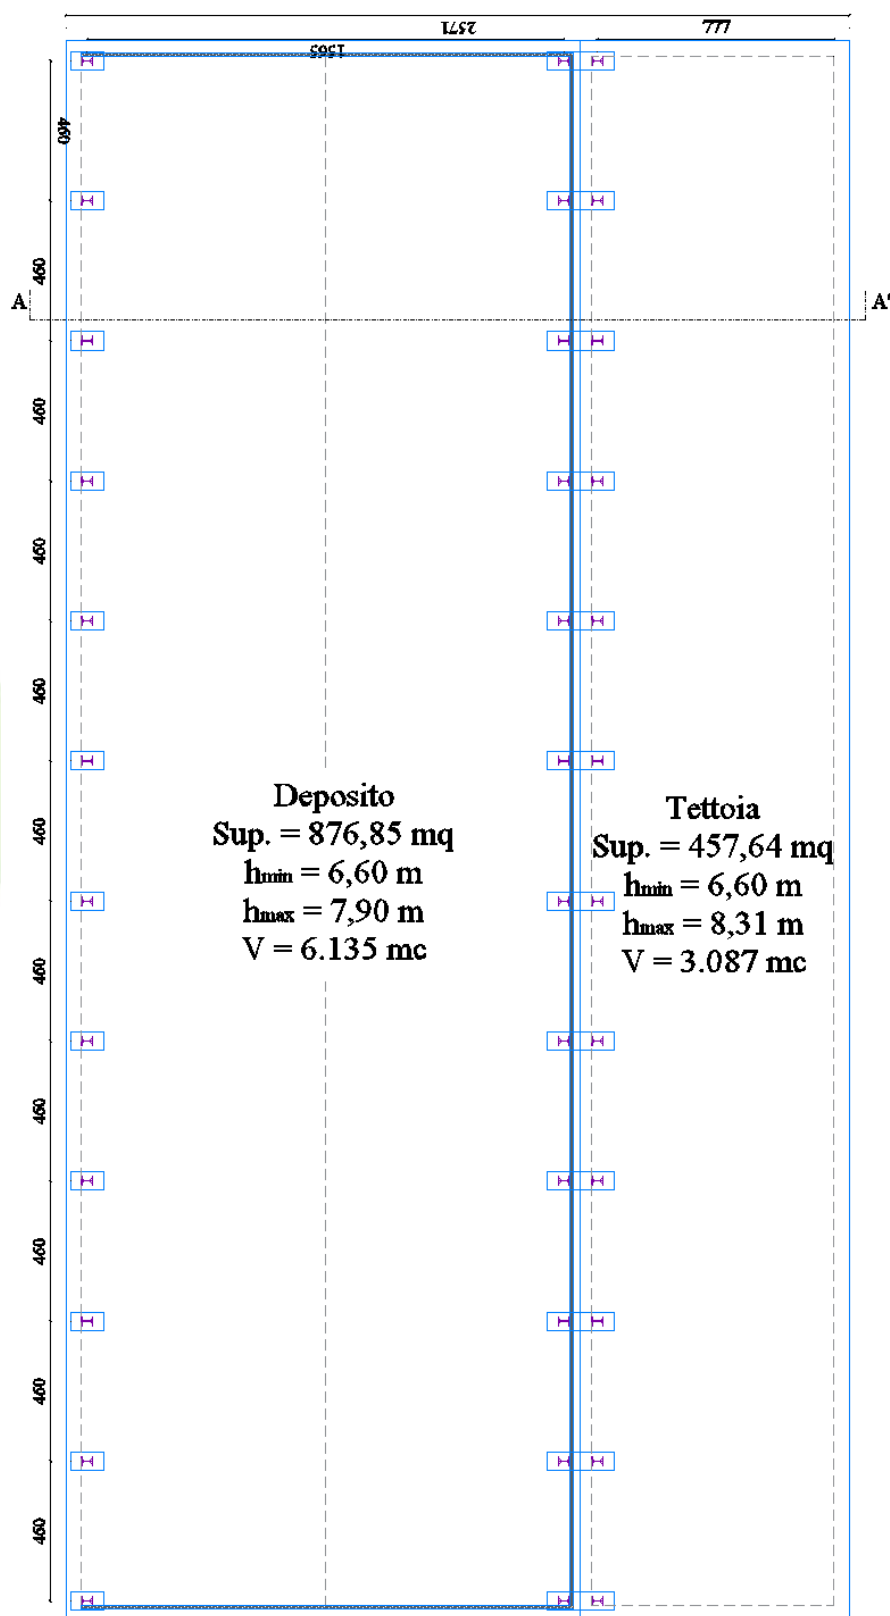 2571
1565
777
460
460
A
A'
460
460
460
460
460
460
460
460
460
Deposito
Sup. = 876,85 mq
hmin = 6,60 m
hmax = 7,90 m
V = 6.135 mc
Tettoia
Sup. = 457,64 mq
hmin = 6,60 m
hmax = 8,31 m
V = 3.087 mc